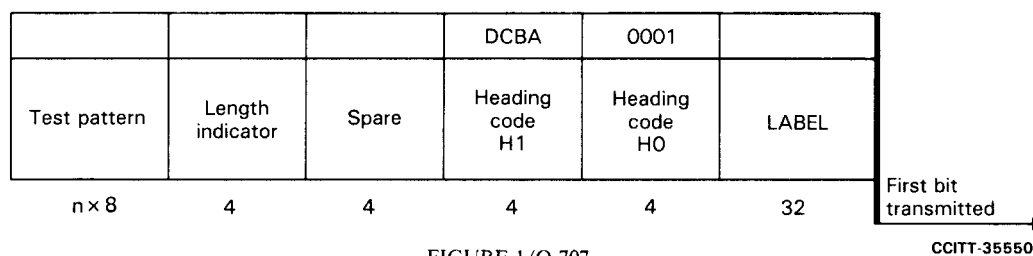 DCBA 0001
Test pattern Length indicator Spare Heading code H1 Heading code H0 LABEL
n × 8 4 4 4 4 32
First bit transmitted
CCITT-35550
FIGURE 1/Q.707